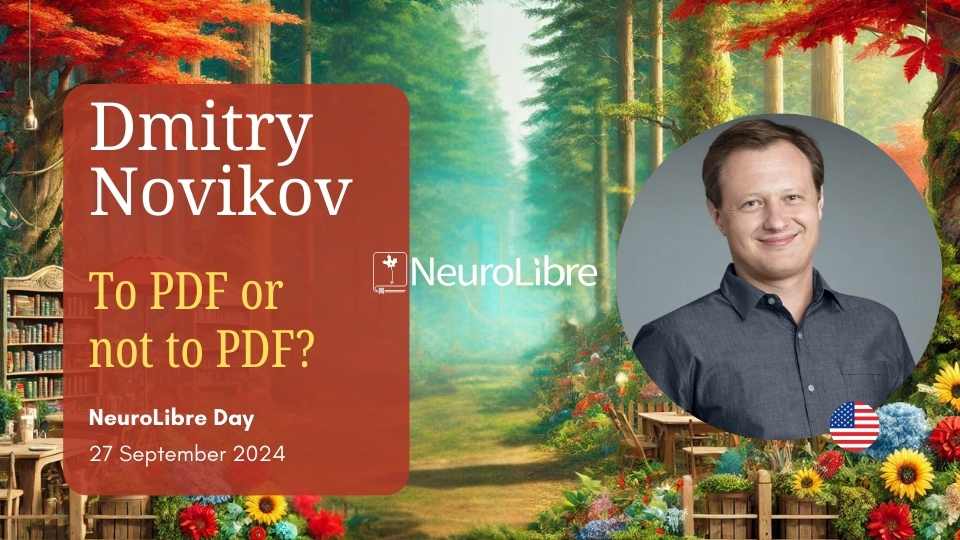 Dmitry
Novikov
To PDF or
not to PDF?
NeuroLibre Day
27 September 2024
NeuroLibre